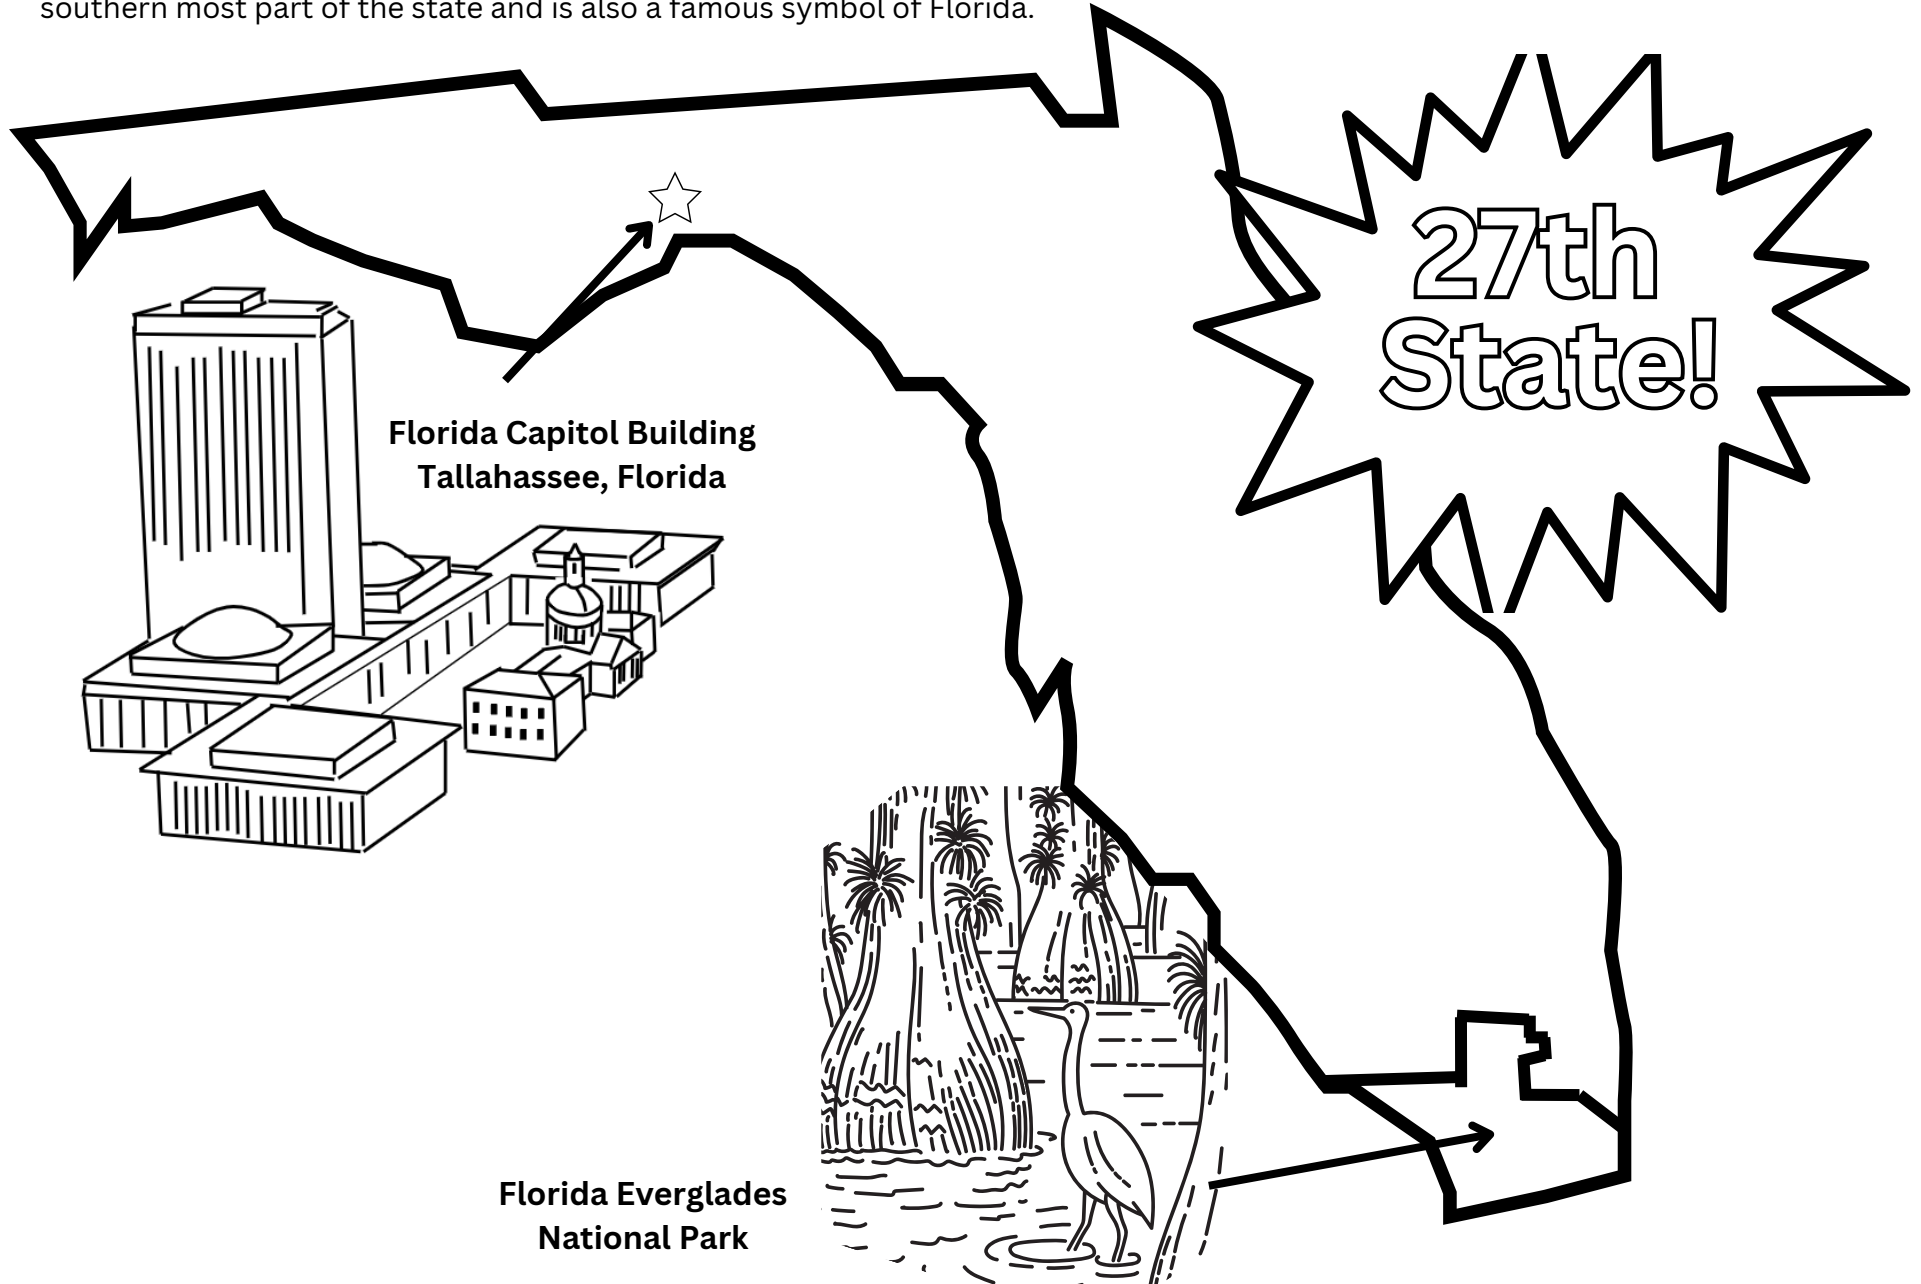 southern most part of the state and is also a famous symbol of Florida.
27th
State!
Florida Capitol Building
Tallahassee, Florida
Florida Everglades
National Park